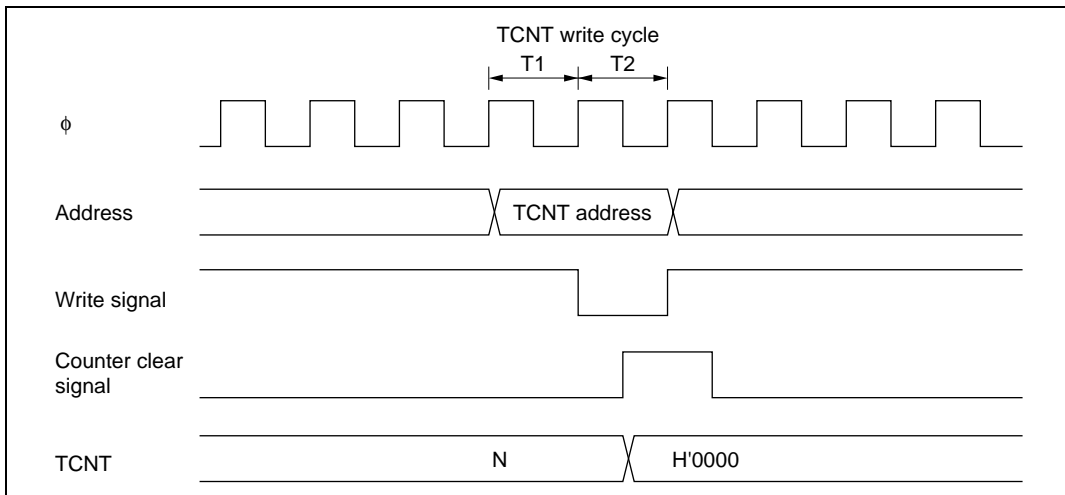 TCNT write cycle
T1 T2
ϕ
Address TCNT address
Write signal
Counter clear
signal
TCNT N H'0000